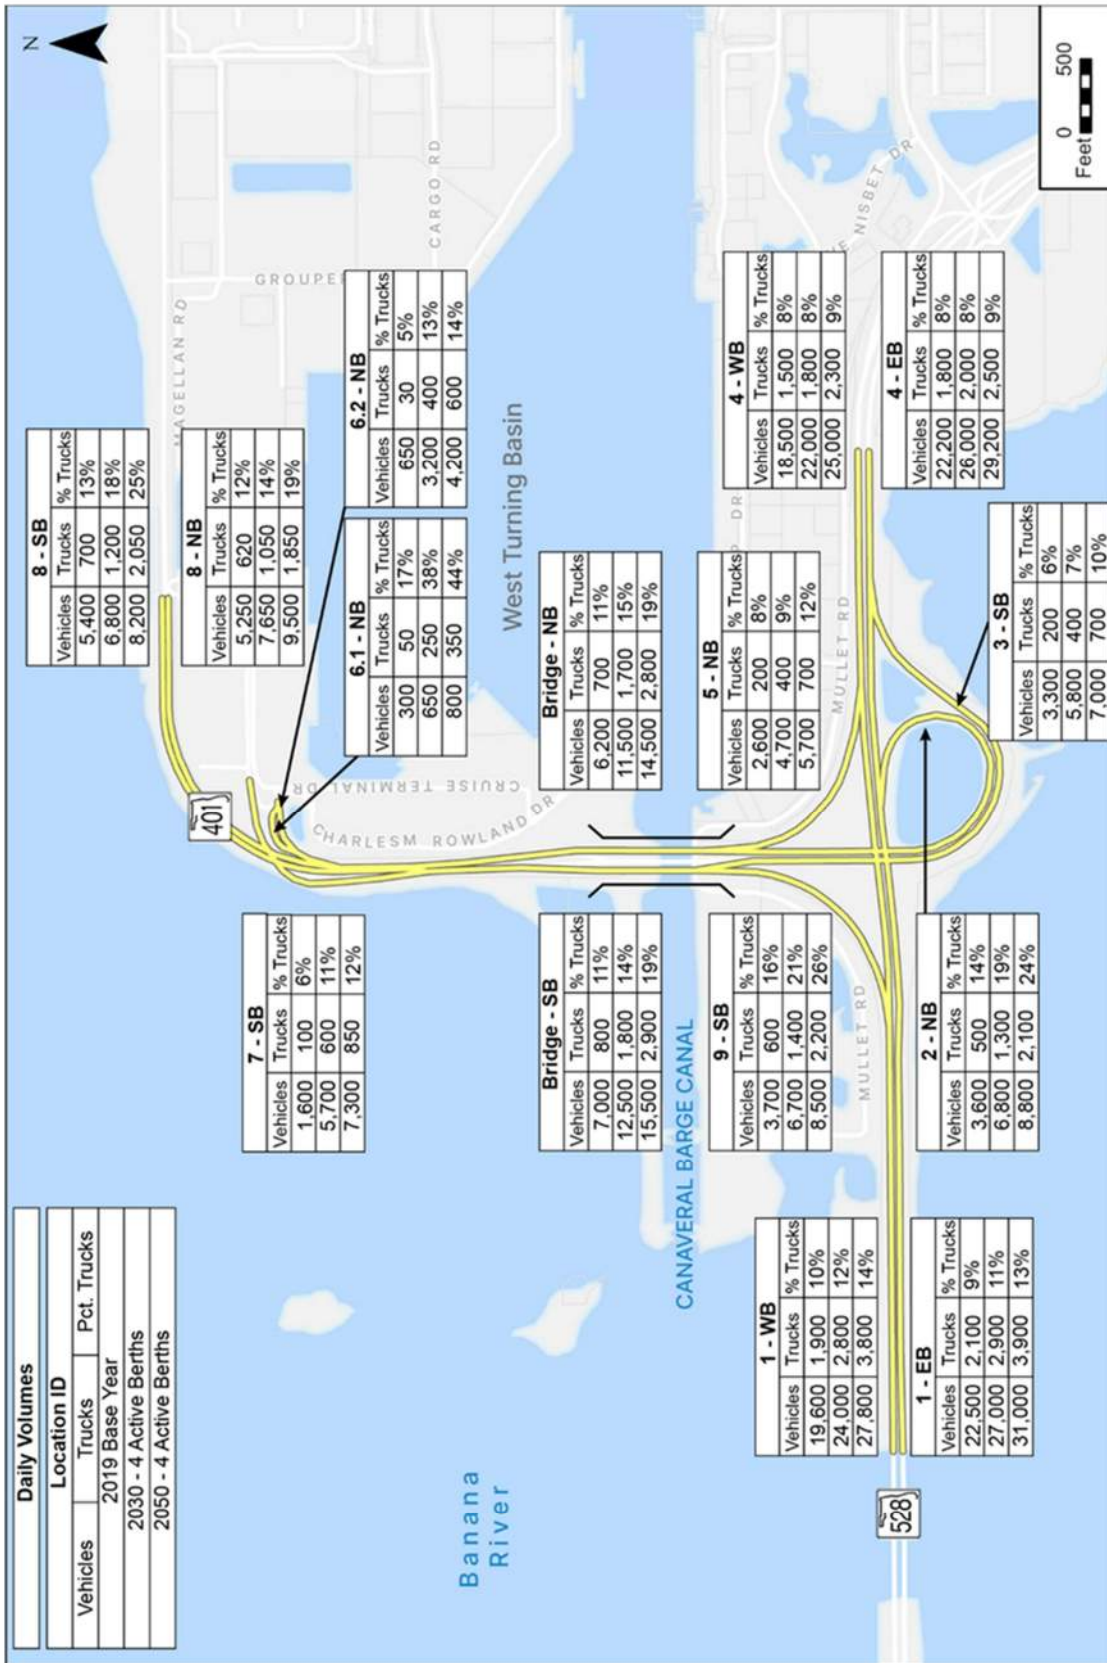 Daily Volumes
Location ID
Vehicles Trucks Pct. Trucks
2019 Base Year
2030 - 4 Active Berths
2050 - 4 Active Berths
N
8 - SB
Vehicles Trucks % Trucks
5,400 700 13%
6,800 1,200 18%
8,200 2,050 25%
MAGELLAN RD
8 - NB
Vehicles Trucks % Trucks
5,250 620 12%
7,650 1,050 14%
9,500 1,850 19%
401
GROUPER
CARGO RD
7 - SB
Vehicles Trucks % Trucks
1,600 100 6%
5,700 600 11%
7,300 850 12%
6.1 - NB
Vehicles Trucks % Trucks
300 50 17%
650 250 38%
800 350 44%
6.2 - NB
Vehicles Trucks % Trucks
650 30 5%
3,200 400 13%
4,200 600 14%
CRUISE TERMINAL DR
CHARLESM ROWLAND DR
West Turning Basin
Banana
River
Bridge - SB
Vehicles Trucks % Trucks
7,000 800 11%
12,500 1,800 14%
15,500 2,900 19%
Bridge - NB
Vehicles Trucks % Trucks
6,200 700 11%
11,500 1,700 15%
14,500 2,800 19%
CANAVERAL BARGE CANAL
9 - SB
Vehicles Trucks % Trucks
3,700 600 16%
6,700 1,400 21%
8,500 2,200 26%
5 - NB
Vehicles Trucks % Trucks
2,600 200 8%
4,700 400 9%
5,700 700 12%
DR
4 - WB
Vehicles Trucks % Trucks
18,500 1,500 8%
22,000 1,800 8%
25,000 2,300 9%
NISBET DR
MULLET RD
MULLET RD
1 - WB
Vehicles Trucks % Trucks
19,600 1,900 10%
24,000 2,800 12%
27,800 3,800 14%
528
1 - EB
Vehicles Trucks % Trucks
22,500 2,100 9%
27,000 2,900 11%
31,000 3,900 13%
2 - NB
Vehicles Trucks % Trucks
3,600 500 14%
6,800 1,300 19%
8,800 2,100 24%
4 - EB
Vehicles Trucks % Trucks
22,200 1,800 8%
26,000 2,000 8%
29,200 2,500 9%
3 - SB
Vehicles Trucks % Trucks
3,300 200 6%
5,800 400 7%
7,000 700 10%
0 500
Feet